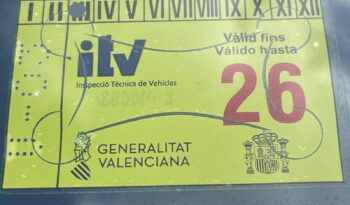 I II III IV V VI VII VIII IX X XI XII
Vàlid fins
Válido hasta
itv
Inspecció Tècnica de Vehicles
26
GENERALITAT
VALENCIANA